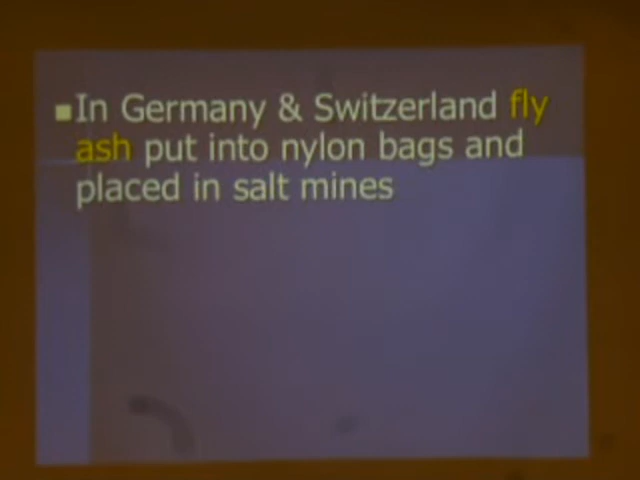 In Germany & Switzerland fly
ash put into nylon bags and
placed in salt mines